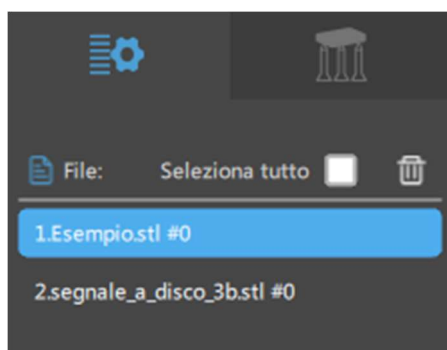 File: Seleziona tutto
1.Esempio.stl #0
2.segnale_a_disco_3b.stl #0